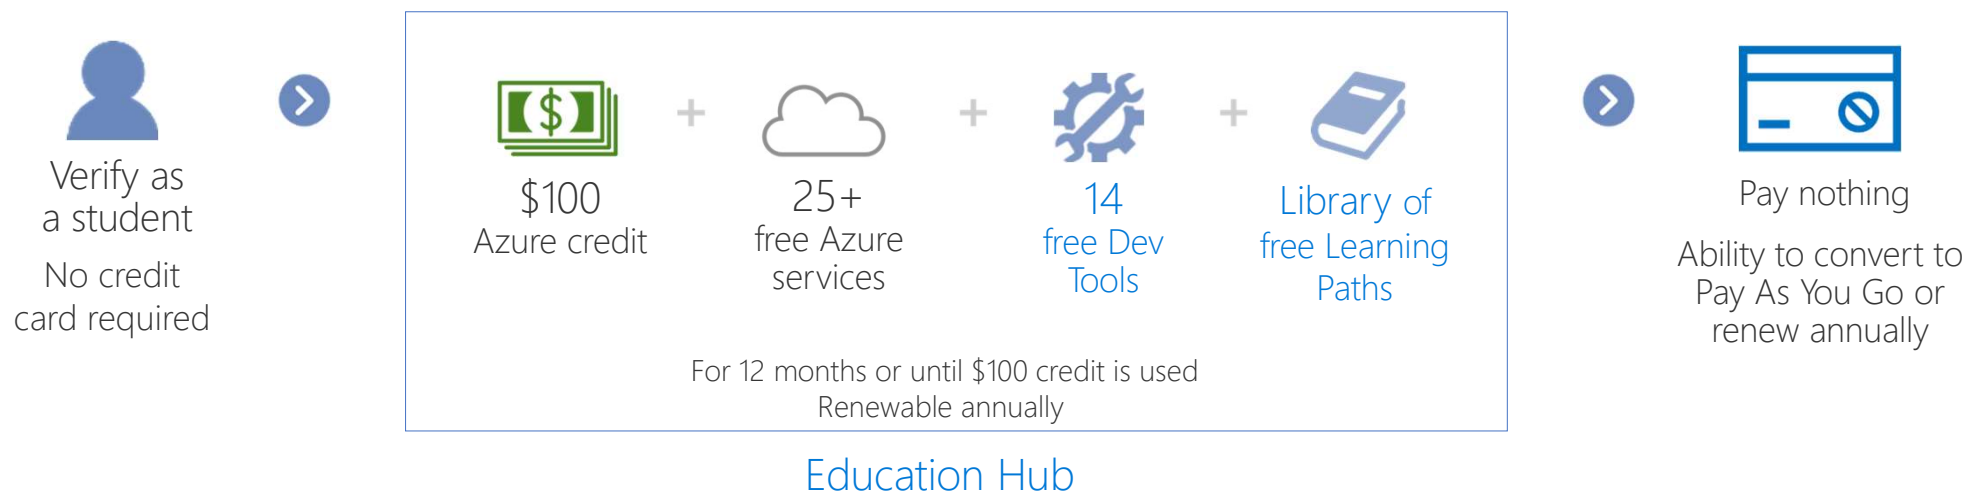 Verify as
a student
No credit
card required
$
$100
Azure credit
+
25+
free Azure
services
+
14
free Dev
Tools
+
Library of
free Learning
Paths
For 12 months or until $100 credit is used
Renewable annually
Education Hub
Pay nothing
Ability to convert to
Pay As You Go or
renew annually